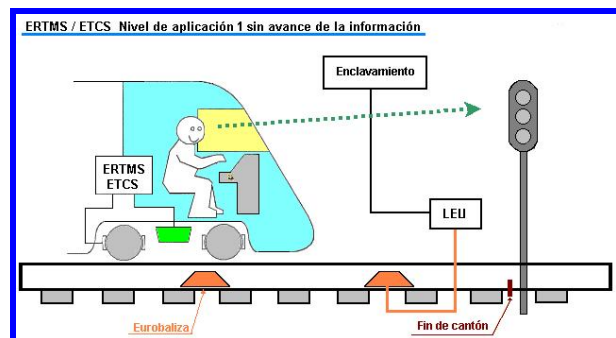 ERTMS / ETCS Nivel de aplicación 1 sin avance de la información
Enclavamiento
ERTMS
ETCS
LEU
Eurobaliza
Fin de cantón